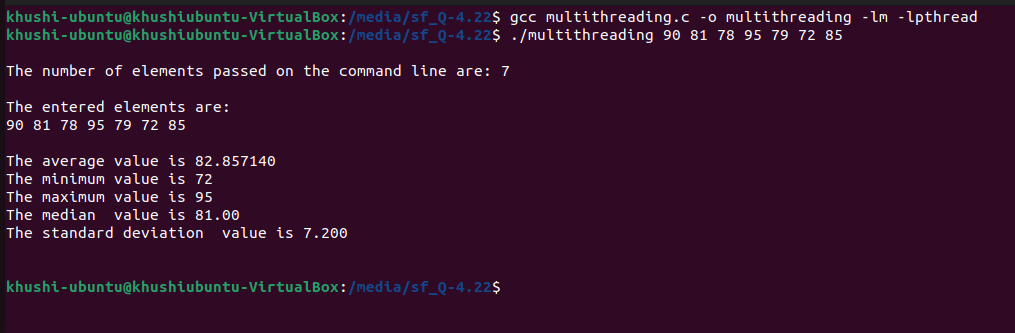 khushi-ubuntu@khushiubuntu-VirtualBox:/media/sf_Q-4.22$ gcc multithreading.c -o multithreading -lm -lpthread
khushi-ubuntu@khushiubuntu-VirtualBox:/media/sf_Q-4.22$ ./multithreading 90 81 78 95 79 72 85
The number of elements passed on the command line are: 7
The entered elements are:
90 81 78 95 79 72 85
The average value is 82.857140
The minimum value is 72
The maximum value is 95
The median  value is 81.00
The standard deviation  value is 7.200
khushi-ubuntu@khushiubuntu-VirtualBox:/media/sf_Q-4.22$